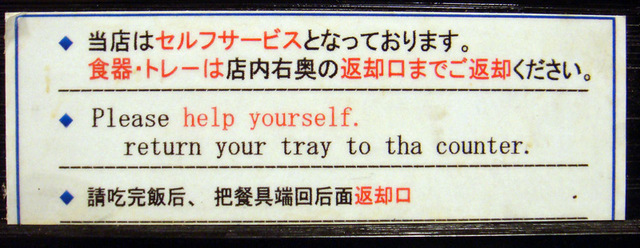 ◆ 当店はセルフサービスとなっております。
食器・トレーは店内右奥の返却口までご返却ください。
◆ Please help yourself.
return your tray to tha counter.
◆ 請吃完飯后、把餐具端回后面返却口